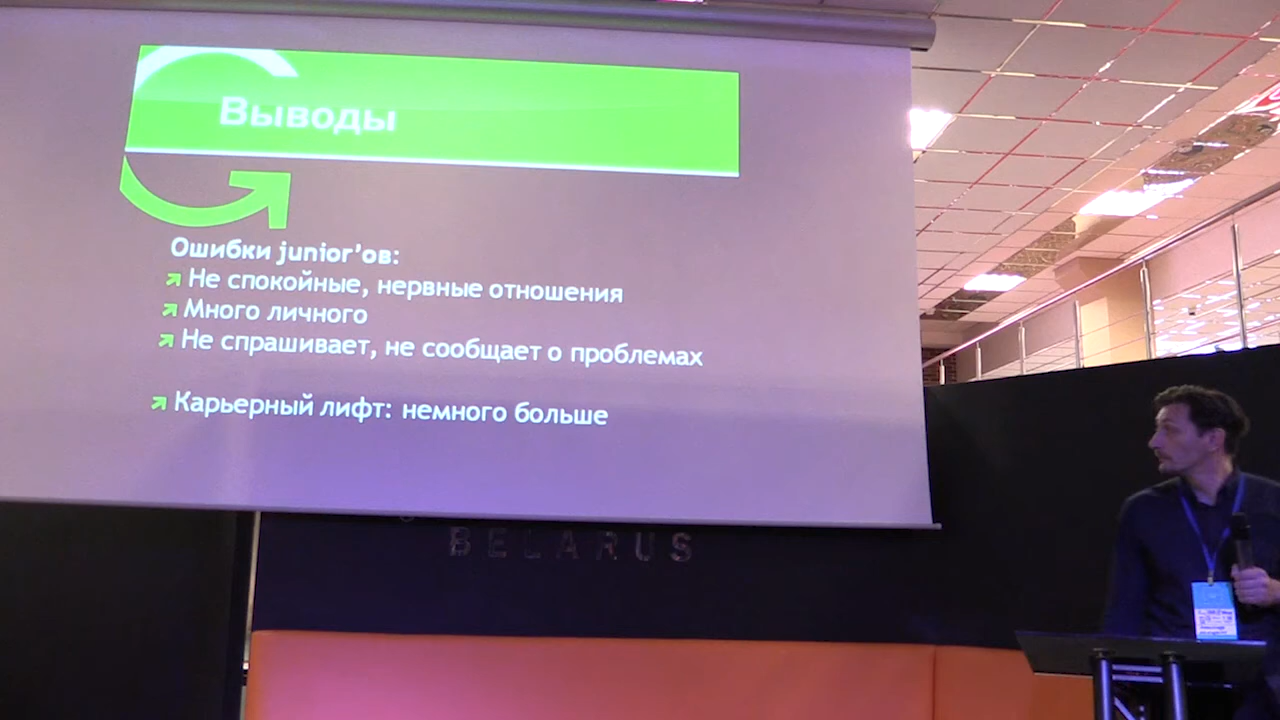 Выводы
Ошибки junior’ов:
Не спокойные, нервные отношения
Много личного
Не спрашивает, не сообщает о проблемах
Карьерный лифт: немного больше
BELARUS